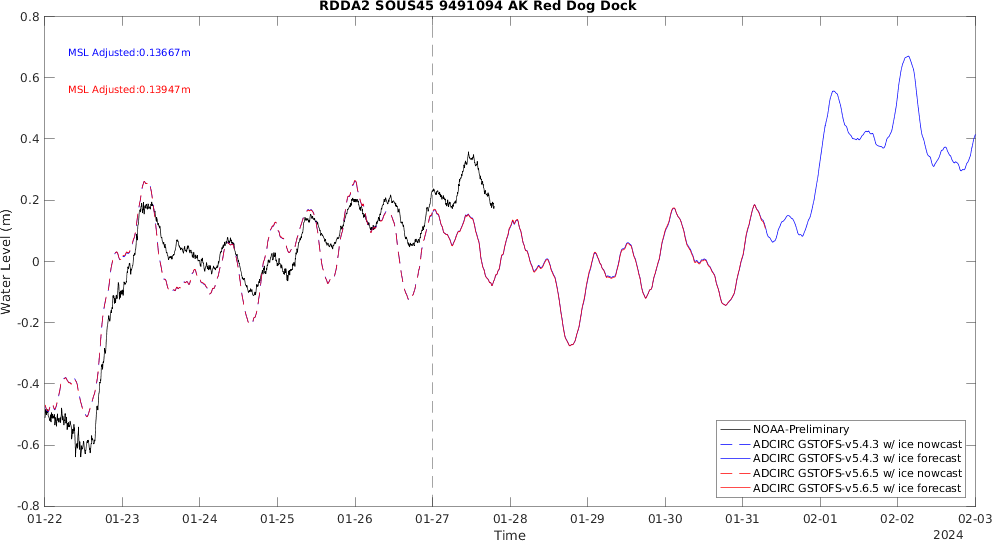 RDDA2 SOUS45 9491094 AK Red Dog Dock
MSL Adjusted:0.13667m
MSL Adjusted:0.13947m
0.8
0.6
0.4
0.2
0
-0.2
-0.4
-0.6
-0.8
Water Level (m)
NOAA-Preliminary
ADCIRC GSTOFS-v5.4.3 w/ ice nowcast
ADCIRC GSTOFS-v5.4.3 w/ ice forecast
ADCIRC GSTOFS-v5.6.5 w/ ice nowcast
ADCIRC GSTOFS-v5.6.5 w/ ice forecast
01-22 01-23 01-24 01-25 01-26 01-27 01-28 01-29 01-30 01-31 02-01 02-02 02-03
Time
2024